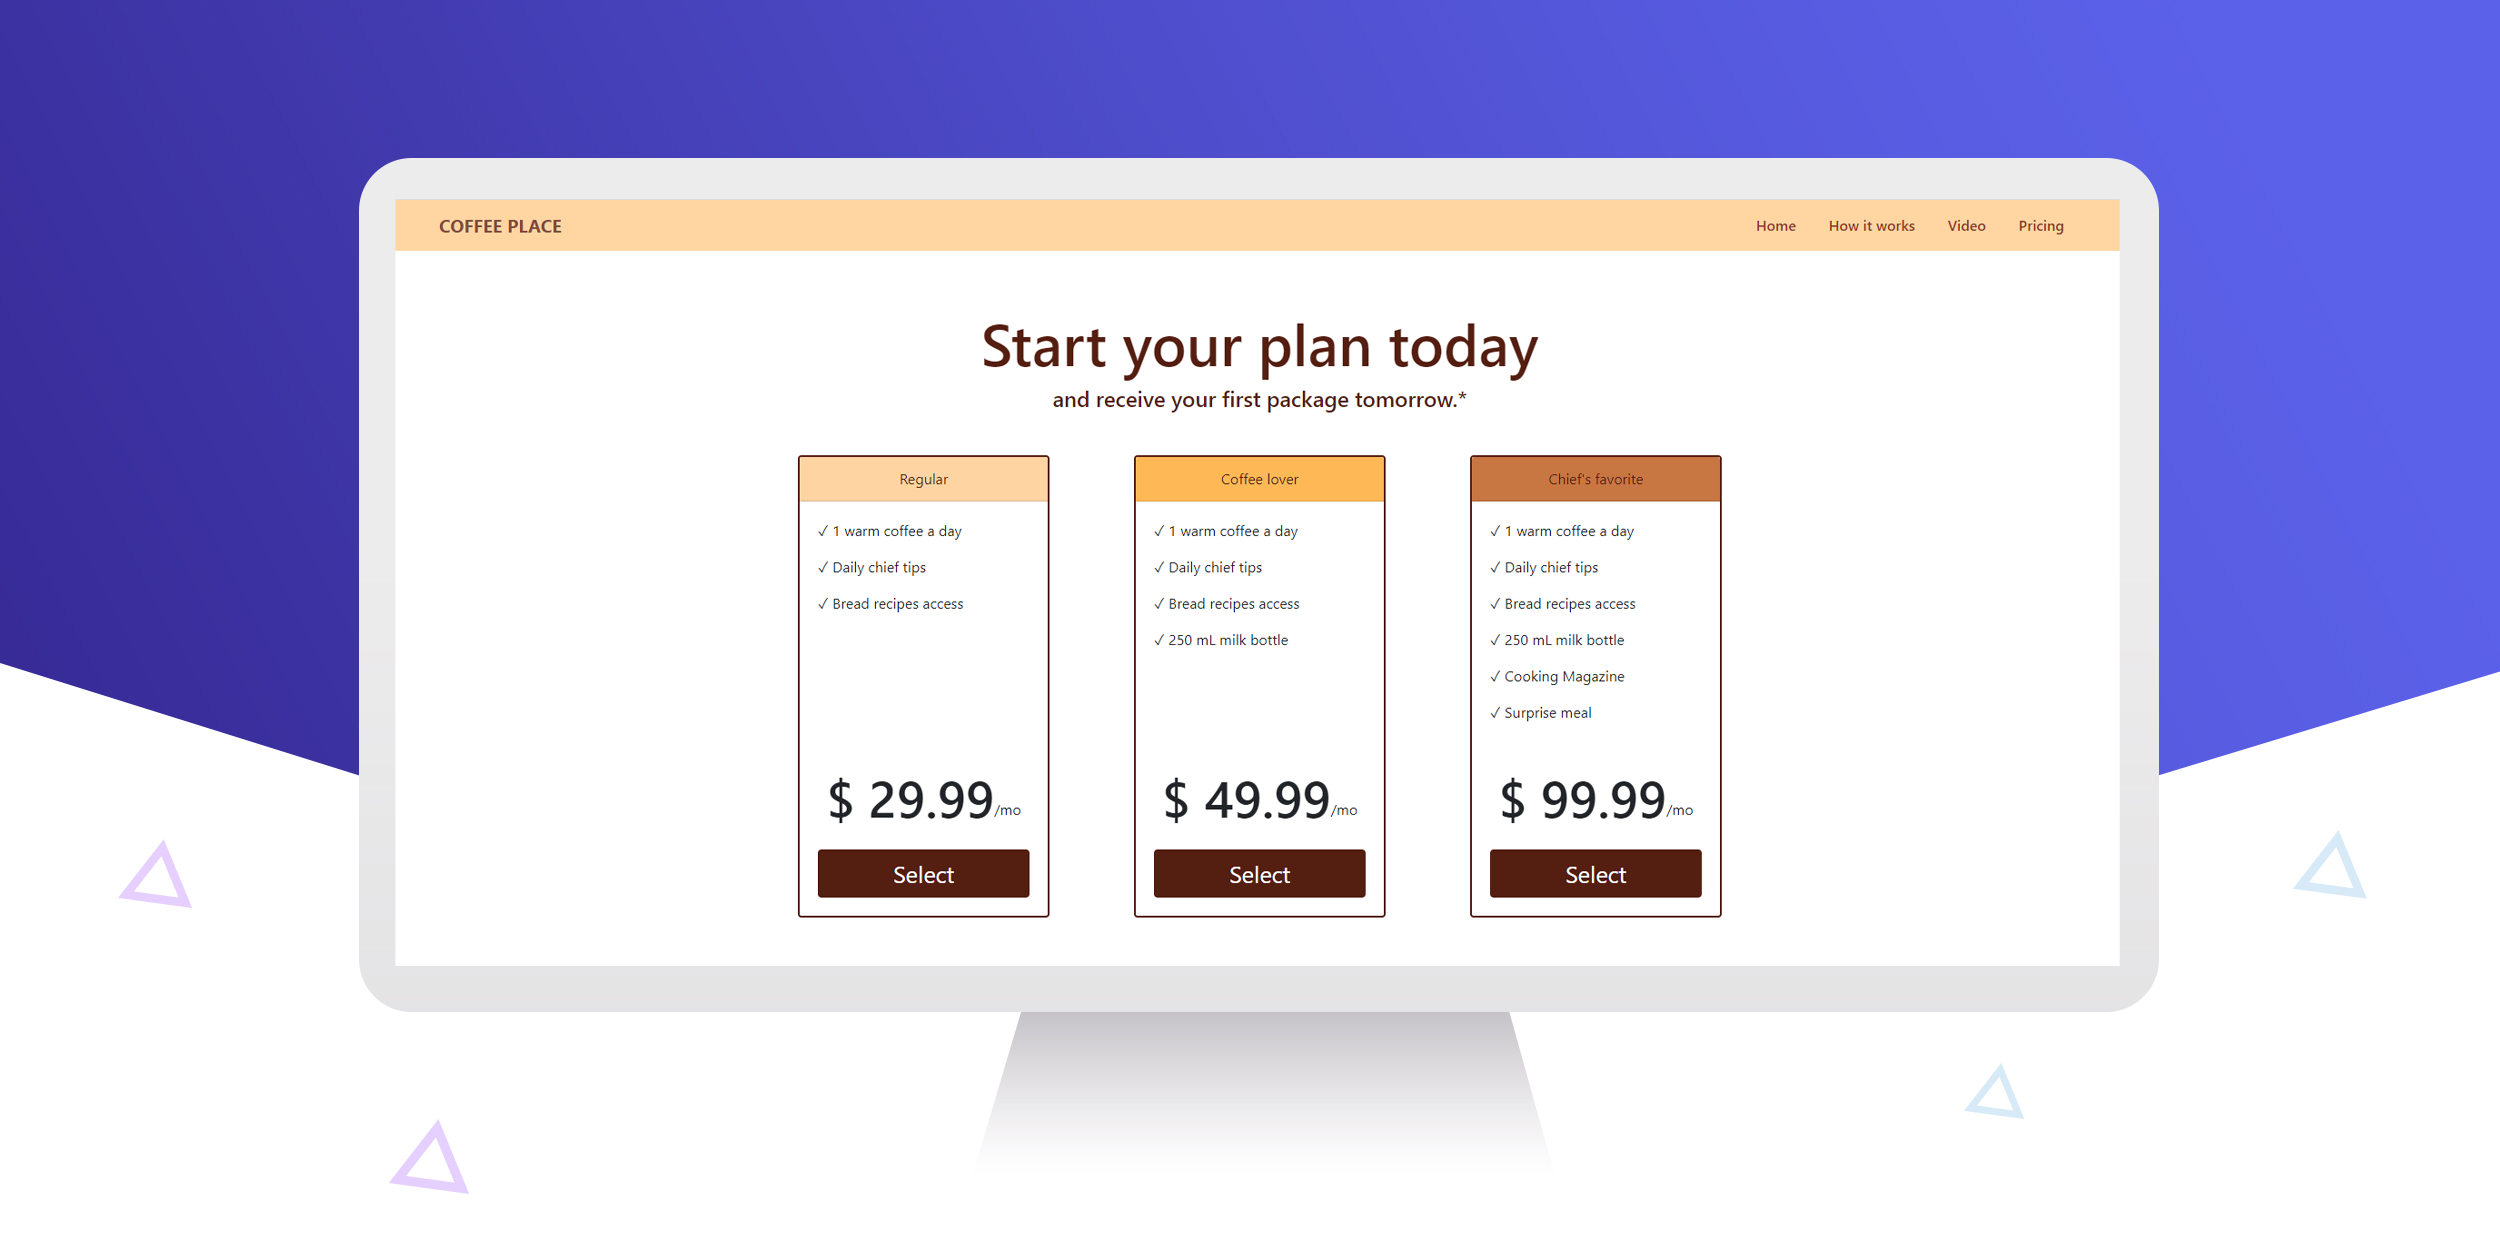 COFFEE PLACE
Home How it works Video Pricing
Start your plan today
and receive your first package tomorrow.*
Regular
✓ 1 warm coffee a day
✓ Daily chief tips
✓ Bread recipes access
$ 29.99/mo
Select
Coffee lover
✓ 1 warm coffee a day
✓ Daily chief tips
✓ Bread recipes access
✓ 250 mL milk bottle
$ 49.99/mo
Select
Chief's favorite
✓ 1 warm coffee a day
✓ Daily chief tips
✓ Bread recipes access
✓ 250 mL milk bottle
✓ Cooking Magazine
✓ Surprise meal
$ 99.99/mo
Select